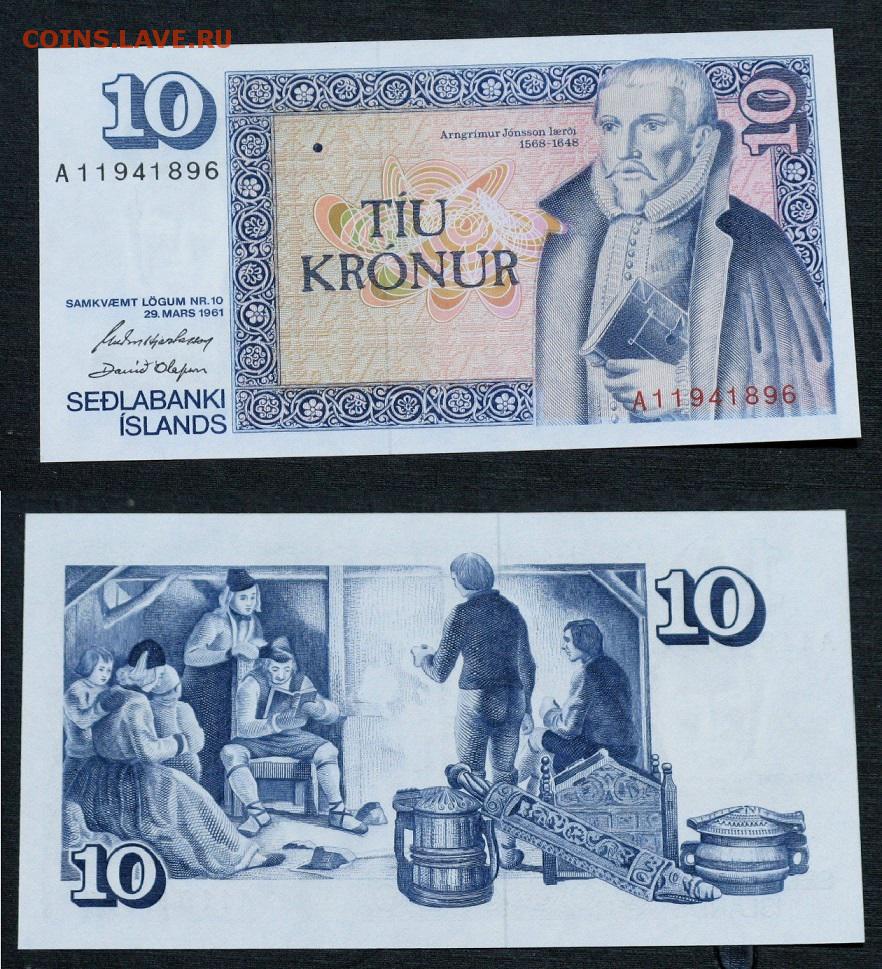 COINS.LAVE.RU
10
10
A11941896
Arngrímur Jónsson lærði
1568-1648
TÍU
KRÓNUR
SAMKVÆMT LÖGUM NR.10
29. MARS 1961
SEÐLABANKI
ÍSLANDS
A11941896
10
10